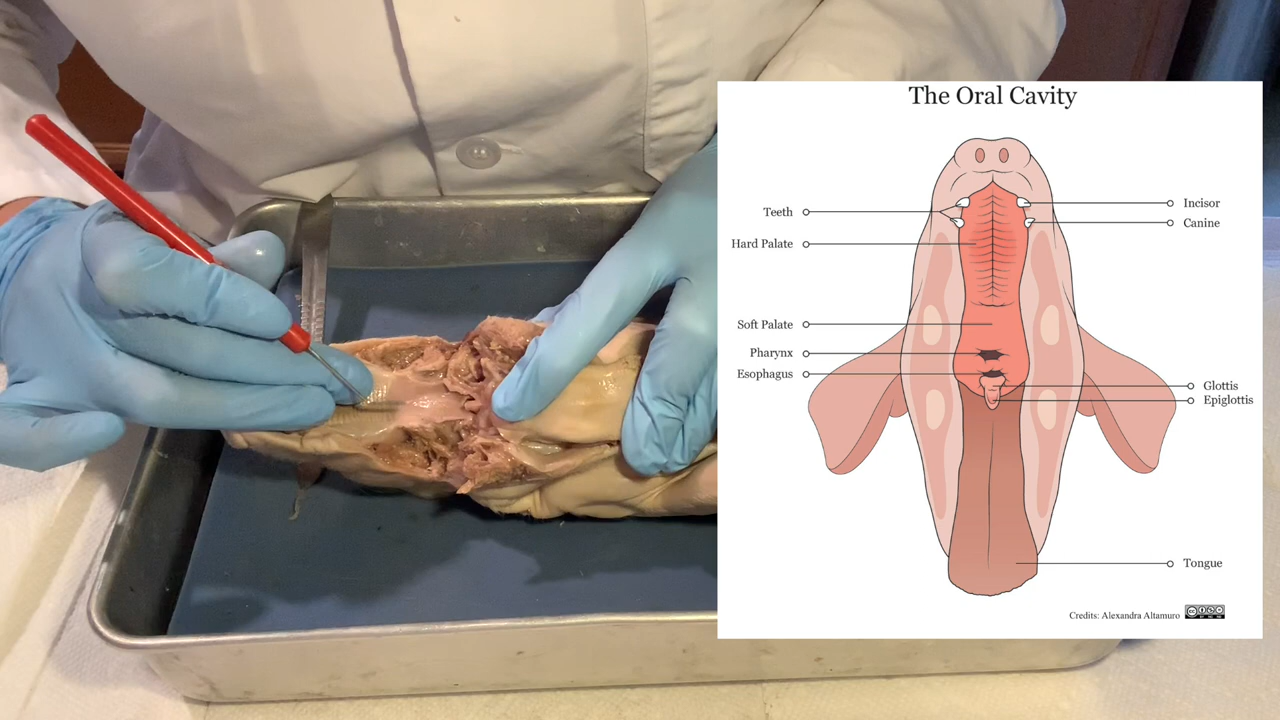 The Oral Cavity
Teeth
Hard Palate
Soft Palate
Pharynx
Esophagus
Incisor
Canine
Glottis
Epiglottis
Tongue
Credits: Alexandra Altamuro